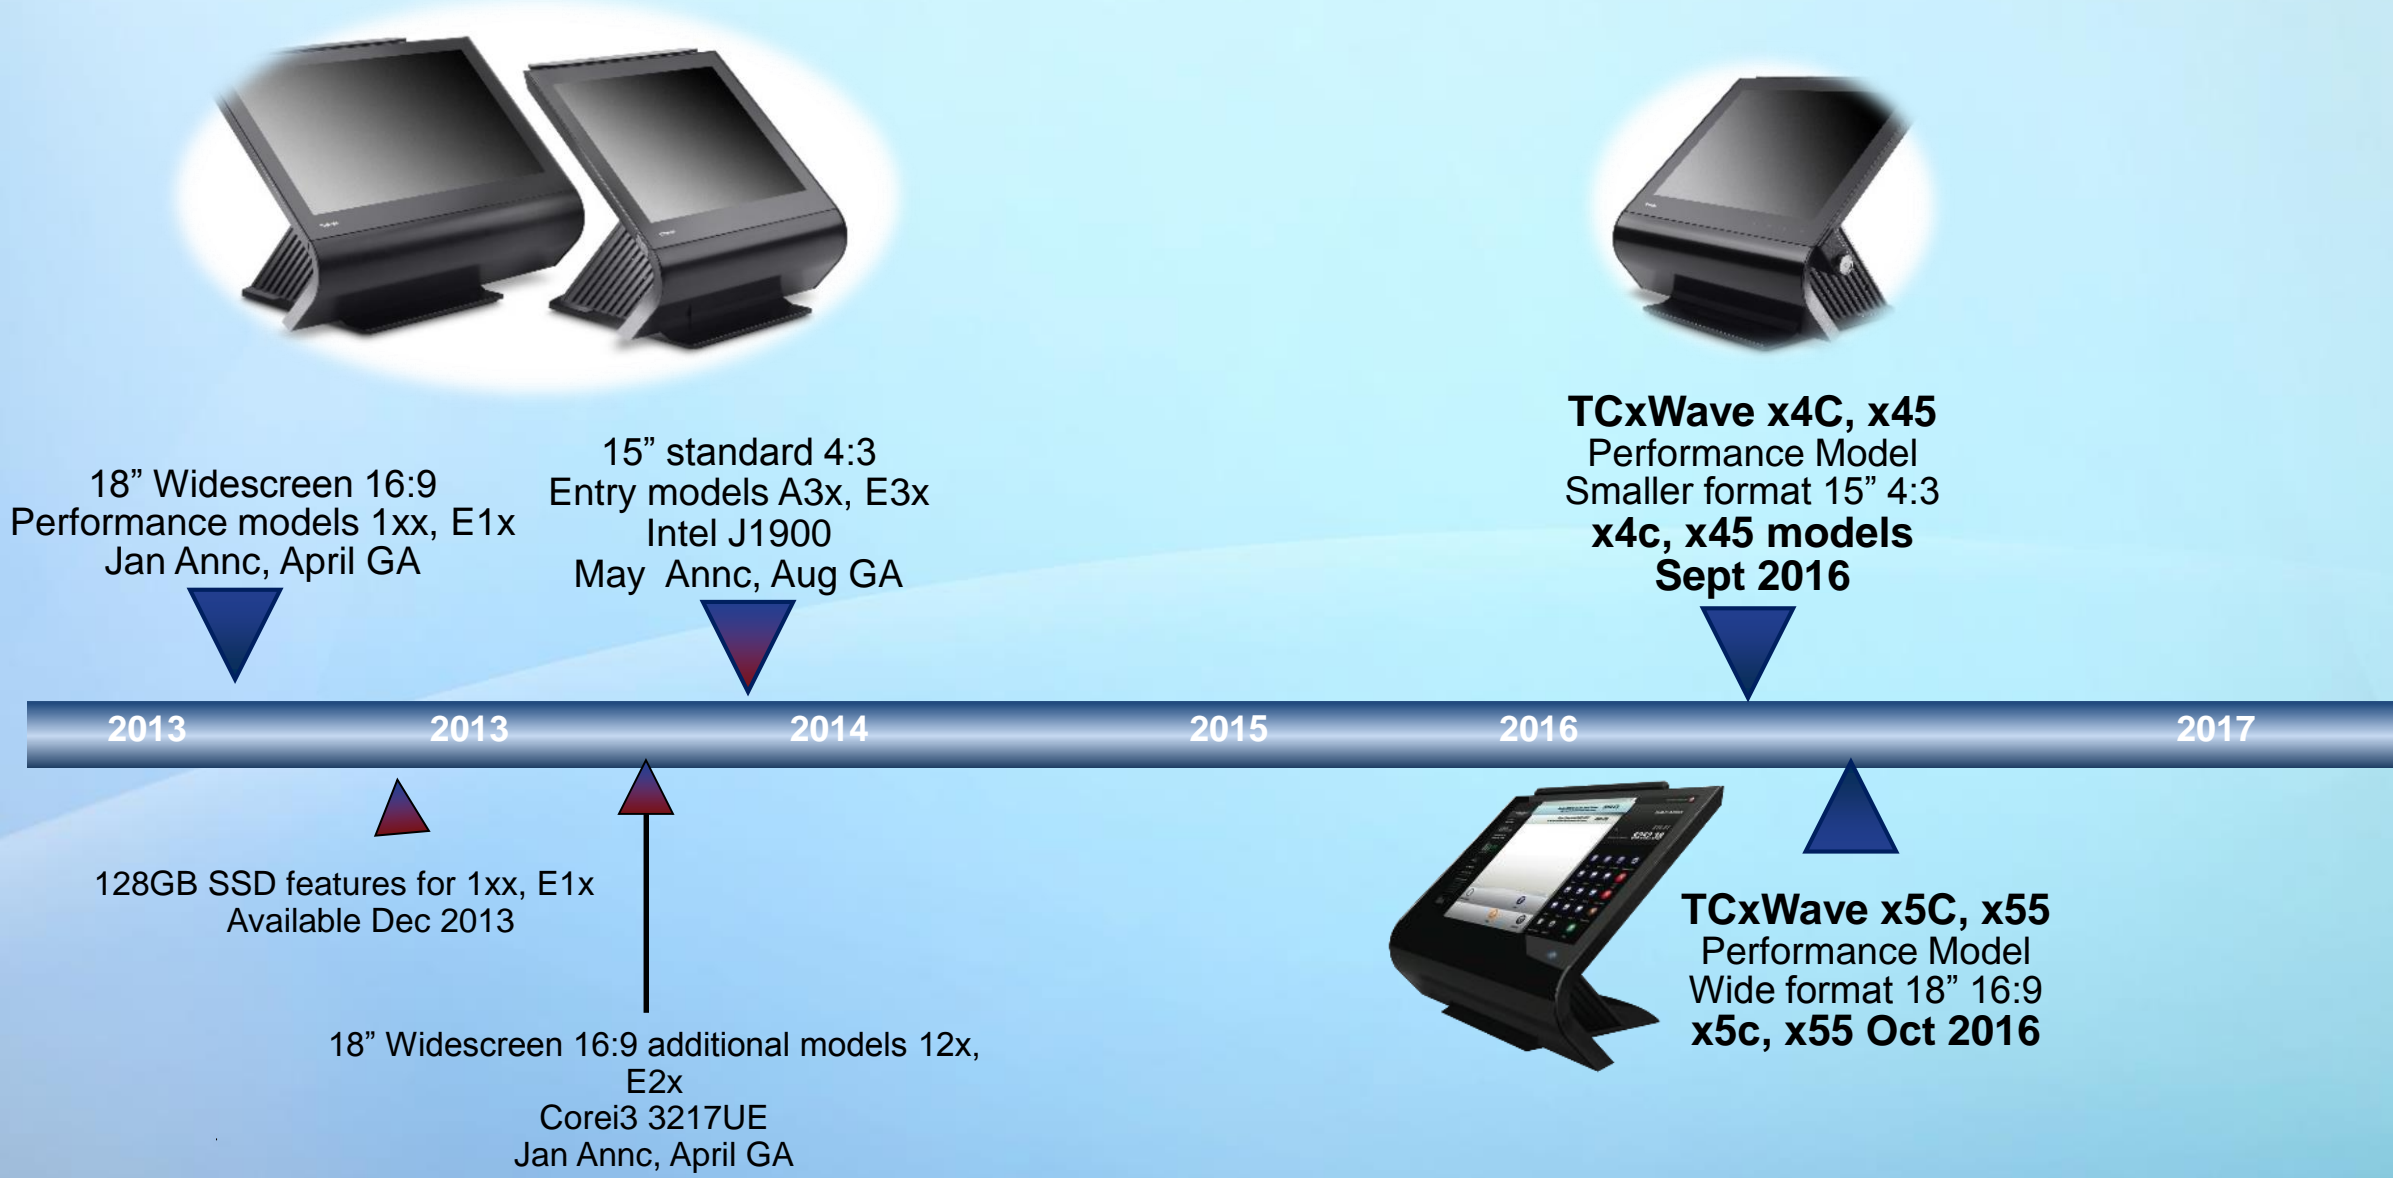 18” Widescreen 16:9
Performance models 1xx, E1x
Jan Annc, April GA
15” standard 4:3
Entry models A3x, E3x
Intel J1900
May  Annc, Aug GA
TCxWave x4C, x45
Performance Model
Smaller format 15” 4:3
x4c, x45 models
Sept 2016
2013
2013
2014
2015
2016
2017
128GB SSD features for 1xx, E1x
Available Dec 2013
18” Widescreen 16:9 additional models 12x,
E2x
Corei3 3217UE
Jan Annc, April GA
TCxWave x5C, x55
Performance Model
Wide format 18” 16:9
x5c, x55 Oct 2016